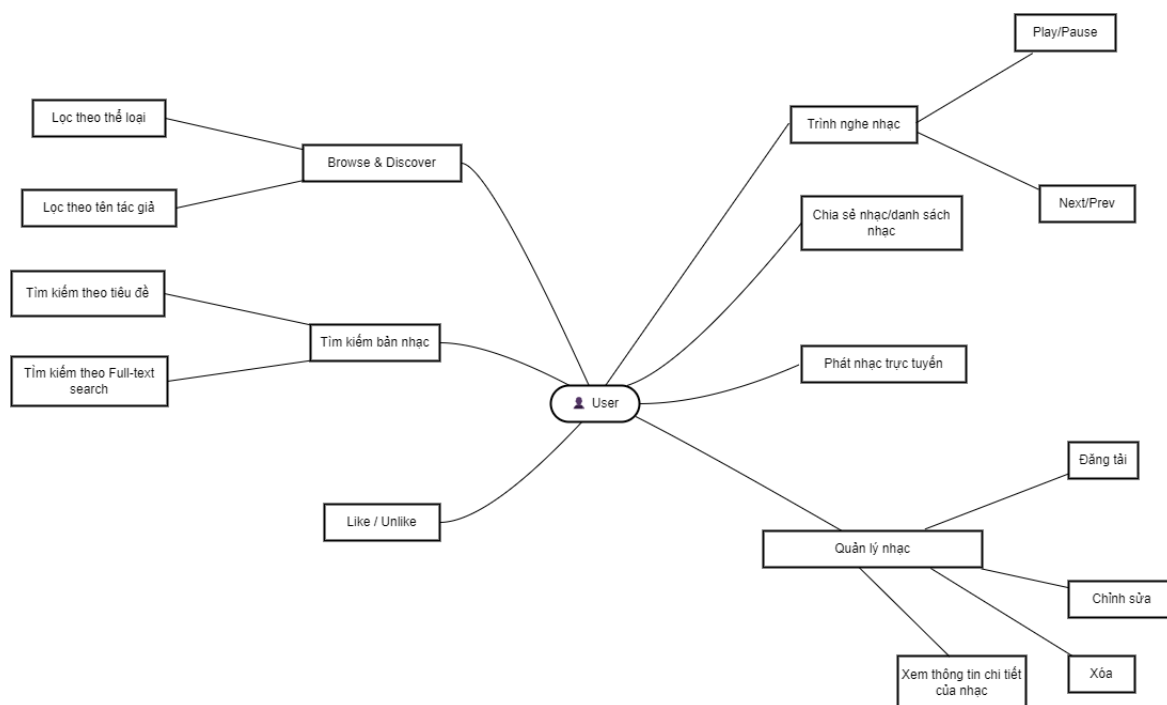 Play/Pause
Lọc theo thể loại
Trình nghe nhạc
Browse & Discover
Lọc theo tên tác giả
Next/Prev
Chia sẻ nhạc/danh sách
nhạc
Tìm kiếm theo tiêu đề
Tìm kiếm bản nhạc
Phát nhạc trực tuyến
Tìm kiếm theo Full-text
search
User
Đăng tải
Like / Unlike
Quản lý nhạc
Chỉnh sửa
Xem thông tin chi tiết
của nhạc
Xóa